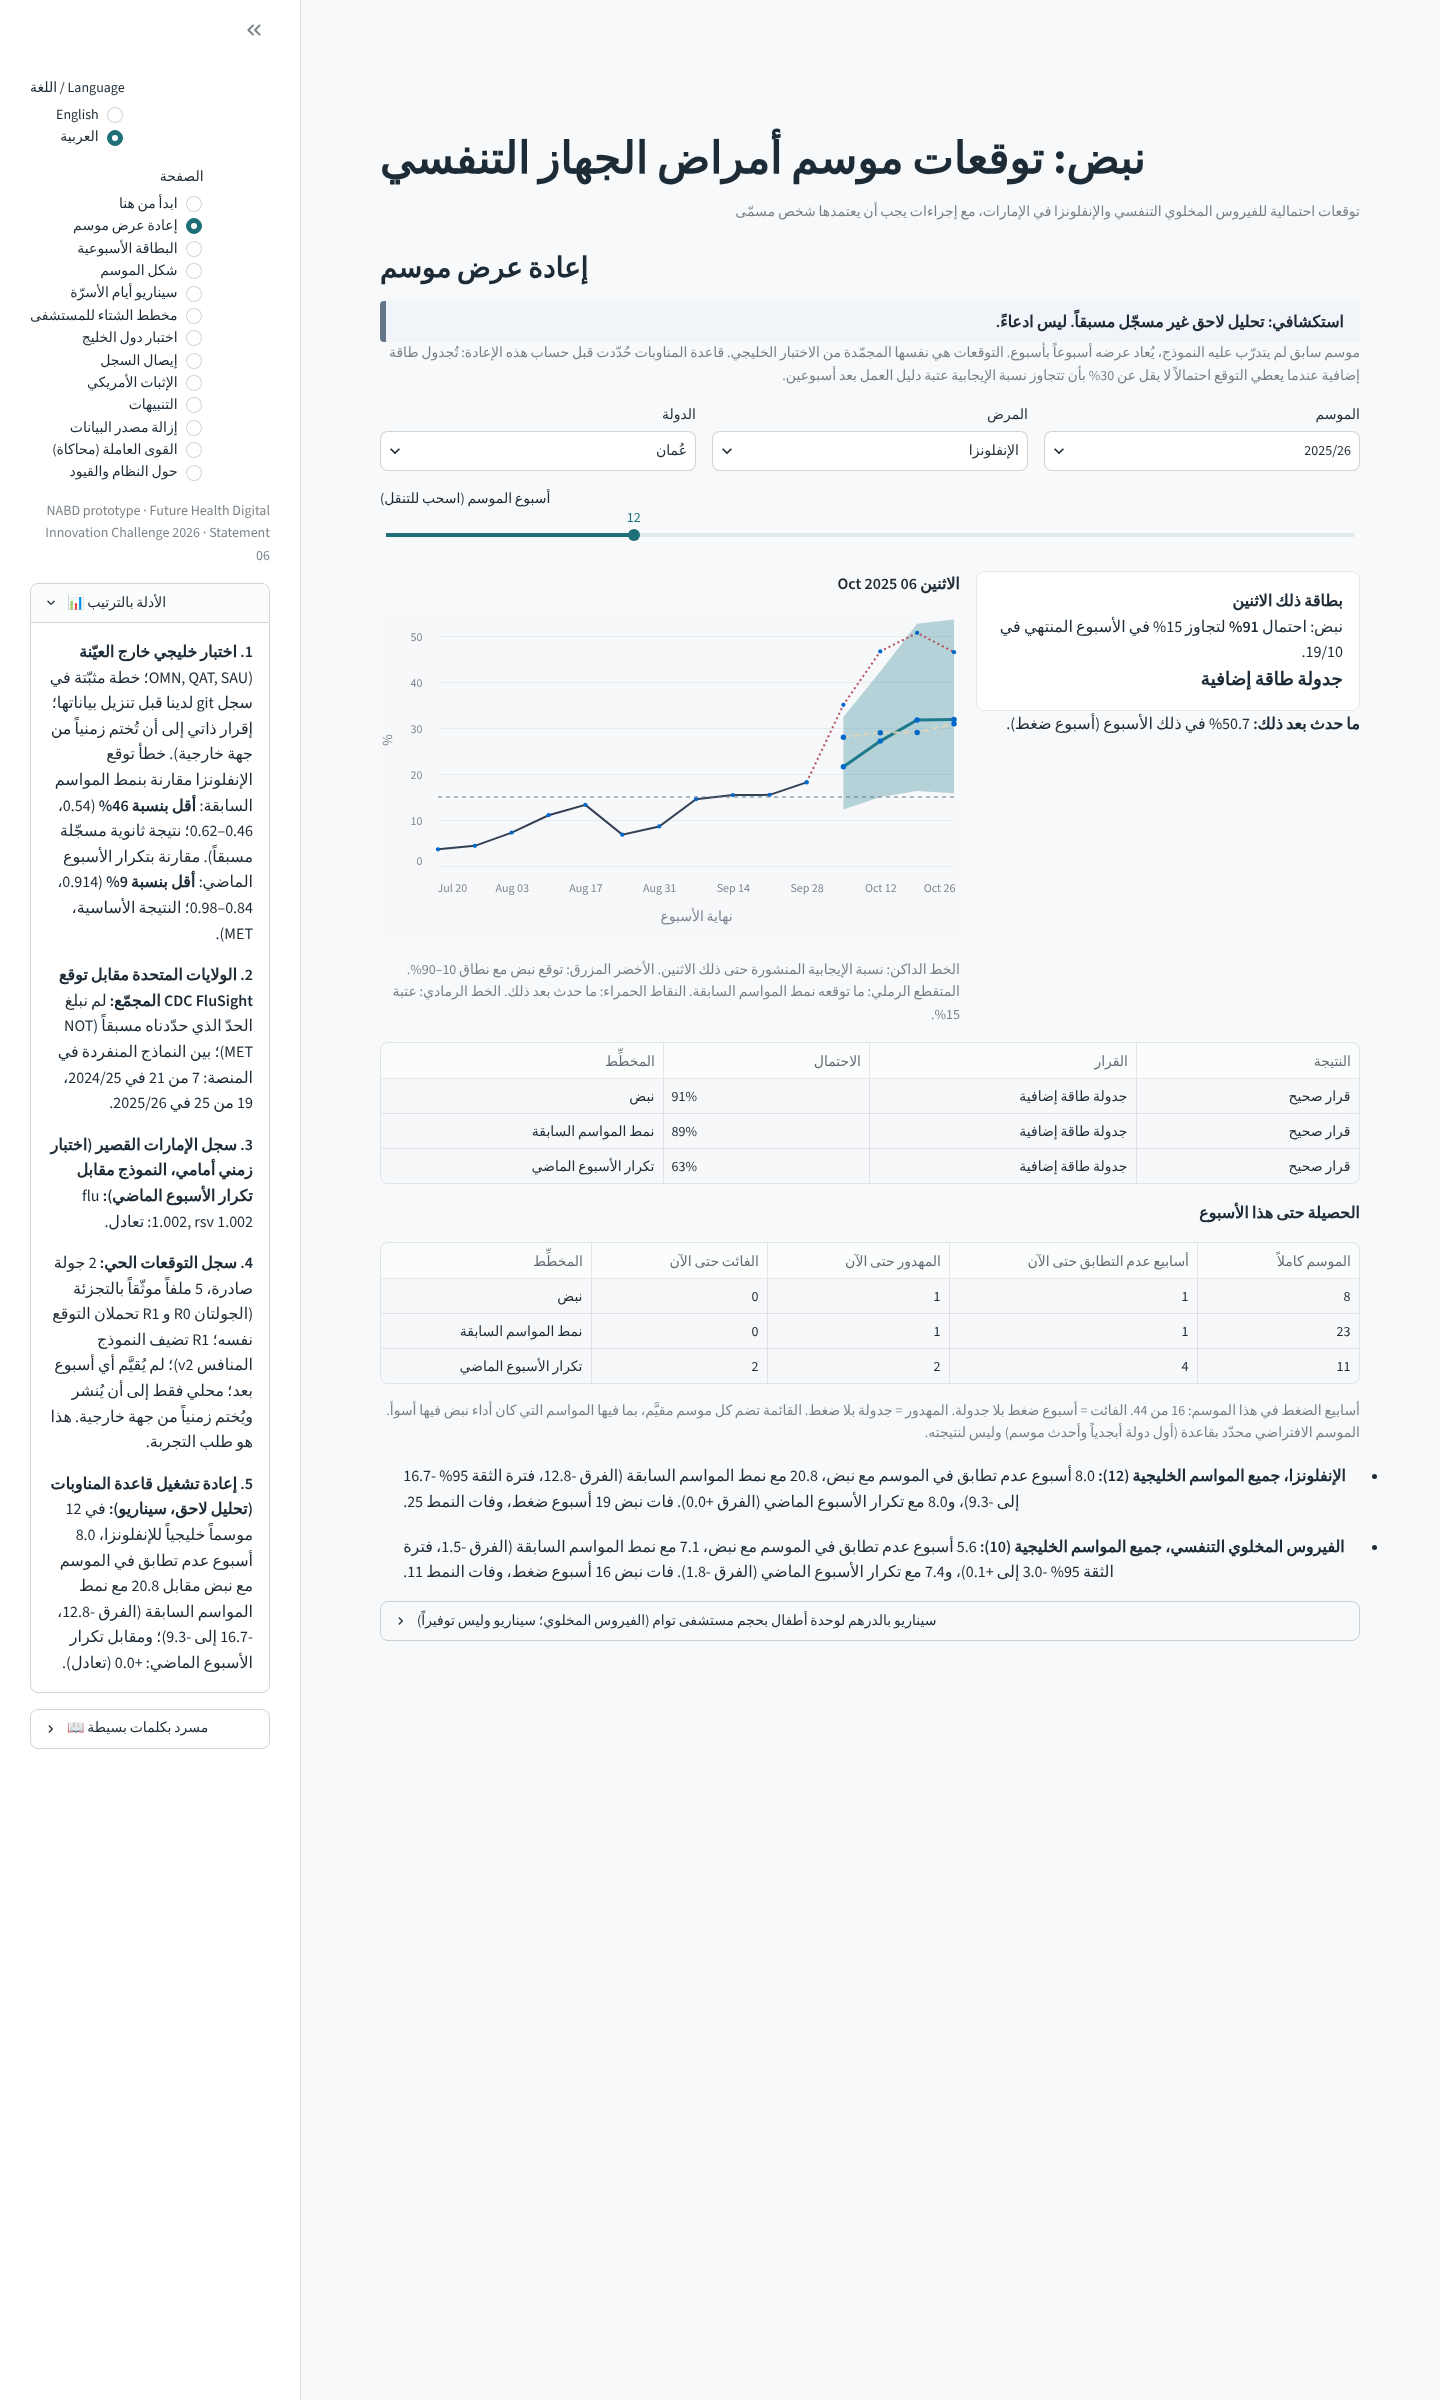 Language / اللغة
English
العربية
الصفحة
ابدأ من هنا
إعادة عرض موسم
البطاقة الأسبوعية
شكل الموسم
سيناريو أيام الأسرّة
مخطط الشتاء للمستشفى
اختبار دول الخليج
إيصال السجل
الإثبات الأمريكي
التنبيهات
إزالة مصدر البيانات
القوى العاملة (محاكاة)
حول النظام والقيود
NABD prototype · Future Health Digital
Innovation Challenge 2026 · Statement
06
📊 الأدلة بالترتيب
1. اختبار خليجي خارج العيّنة
(OMN, QAT, SAU؛ خطة مثبّتة في
سجل git لدينا قبل تنزيل بياناتها؛
إقرار ذاتي إلى أن تُختم زمنياً من
جهة خارجية). خطأ توقع
الإنفلونزا مقارنة بنمط المواسم
السابقة: أقل بنسبة 46% (0.54،
0.46–0.62؛ نتيجة ثانوية مسجّلة
مسبقاً). مقارنة بتكرار الأسبوع
الماضي: أقل بنسبة 9% (0.914،
0.84–0.98؛ النتيجة الأساسية،
MET).
2. الولايات المتحدة مقابل توقع
CDC FluSight المجمّع: لم نبلغ
الحدّ الذي حدّدناه مسبقاً (NOT
MET)؛ بين النماذج المنفردة في
المنصة: 7 من 21 في 2024/25،
19 من 25 في 2025/26.
3. سجل الإمارات القصير (اختبار
زمني أمامي، النموذج مقابل
تكرار الأسبوع الماضي): flu
1.002, rsv 1.002: تعادل.
4. سجل التوقعات الحي: 2 جولة
صادرة، 5 ملفاً موثّقاً بالتجزئة
(الجولتان R0 و R1 تحملان التوقع
نفسه؛ R1 تضيف النموذج
المنافس v2)؛ لم يُقيَّم أي أسبوع
بعد؛ محلي فقط إلى أن يُنشر
ويُختم زمنياً من جهة خارجية. هذا
هو طلب التجربة.
5. إعادة تشغيل قاعدة المناوبات
(تحليل لاحق، سيناريو): في 12
موسماً خليجياً للإنفلونزا، 8.0
أسبوع عدم تطابق في الموسم
مع نبض مقابل 20.8 مع نمط
المواسم السابقة (الفرق -12.8،
-16.7 إلى -9.3)؛ ومقابل تكرار
الأسبوع الماضي: +0.0 (تعادل).
📖 مسرد بكلمات بسيطة
نبض: توقعات موسم أمراض الجهاز التنفسي
توقعات احتمالية للفيروس المخلوي التنفسي والإنفلونزا في الإمارات، مع إجراءات يجب أن يعتمدها شخص مسمّى
إعادة عرض موسم
استكشافي: تحليل لاحق غير مسجّل مسبقاً. ليس ادعاءً.
موسم سابق لم يتدرّب عليه النموذج، يُعاد عرضه أسبوعاً بأسبوع. التوقعات هي نفسها المجمّدة من الاختبار الخليجي. قاعدة المناوبات حُدّدت قبل حساب هذه الإعادة: تُجدول طاقة
إضافية عندما يعطي التوقع احتمالاً لا يقل عن 30% بأن تتجاوز نسبة الإيجابية عتبة دليل العمل بعد أسبوعين.
الموسم
المرض
الدولة
2025/26
الإنفلونزا
عُمان
أسبوع الموسم (اسحب للتنقل)
12
بطاقة ذلك الاثنين
نبض: احتمال 91% لتجاوز 15% في الأسبوع المنتهي في
19/10.
جدولة طاقة إضافية
ما حدث بعد ذلك: 50.7% في ذلك الأسبوع (أسبوع ضغط).
الاثنين 06 Oct 2025
50
40
30
20
10
0
%
Jul 20
Aug 03
Aug 17
Aug 31
Sep 14
Sep 28
Oct 12
Oct 26
نهاية الأسبوع
الخط الداكن: نسبة الإيجابية المنشورة حتى ذلك الاثنين. الأخضر المزرق: توقع نبض مع نطاق 10–90%.
المتقطع الرملي: ما توقعه نمط المواسم السابقة. النقاط الحمراء: ما حدث بعد ذلك. الخط الرمادي: عتبة
15%.
النتيجة القرار الاحتمال المخطِّط
قرار صحيح جدولة طاقة إضافية 91% نبض
قرار صحيح جدولة طاقة إضافية 89% نمط المواسم السابقة
قرار صحيح جدولة طاقة إضافية 63% تكرار الأسبوع الماضي
الحصيلة حتى هذا الأسبوع
الموسم كاملاً أسابيع عدم التطابق حتى الآن المهدور حتى الآن الفائت حتى الآن المخطِّط
8 1 1 0 نبض
23 1 1 0 نمط المواسم السابقة
11 4 2 2 تكرار الأسبوع الماضي
أسابيع الضغط في هذا الموسم: 16 من 44. الفائت = أسبوع ضغط بلا جدولة. المهدور = جدولة بلا ضغط. القائمة تضم كل موسم مقيَّم، بما فيها المواسم التي كان أداء نبض فيها أسوأ.
الموسم الافتراضي محدّد بقاعدة (أول دولة أبجدياً وأحدث موسم) وليس لنتيجته.
• الإنفلونزا، جميع المواسم الخليجية (12): 8.0 أسبوع عدم تطابق في الموسم مع نبض، 20.8 مع نمط المواسم السابقة (الفرق -12.8، فترة الثقة 95% -16.7
إلى -9.3)، و8.0 مع تكرار الأسبوع الماضي (الفرق +0.0). فات نبض 19 أسبوع ضغط، وفات النمط 25.
• الفيروس المخلوي التنفسي، جميع المواسم الخليجية (10): 5.6 أسبوع عدم تطابق في الموسم مع نبض، 7.1 مع نمط المواسم السابقة (الفرق -1.5، فترة
الثقة 95% -3.0 إلى +0.1)، و7.4 مع تكرار الأسبوع الماضي (الفرق -1.8). فات نبض 16 أسبوع ضغط، وفات النمط 11.
سيناريو بالدرهم لوحدة أطفال بحجم مستشفى توام (الفيروس المخلوي؛ سيناريو وليس توفيراً)